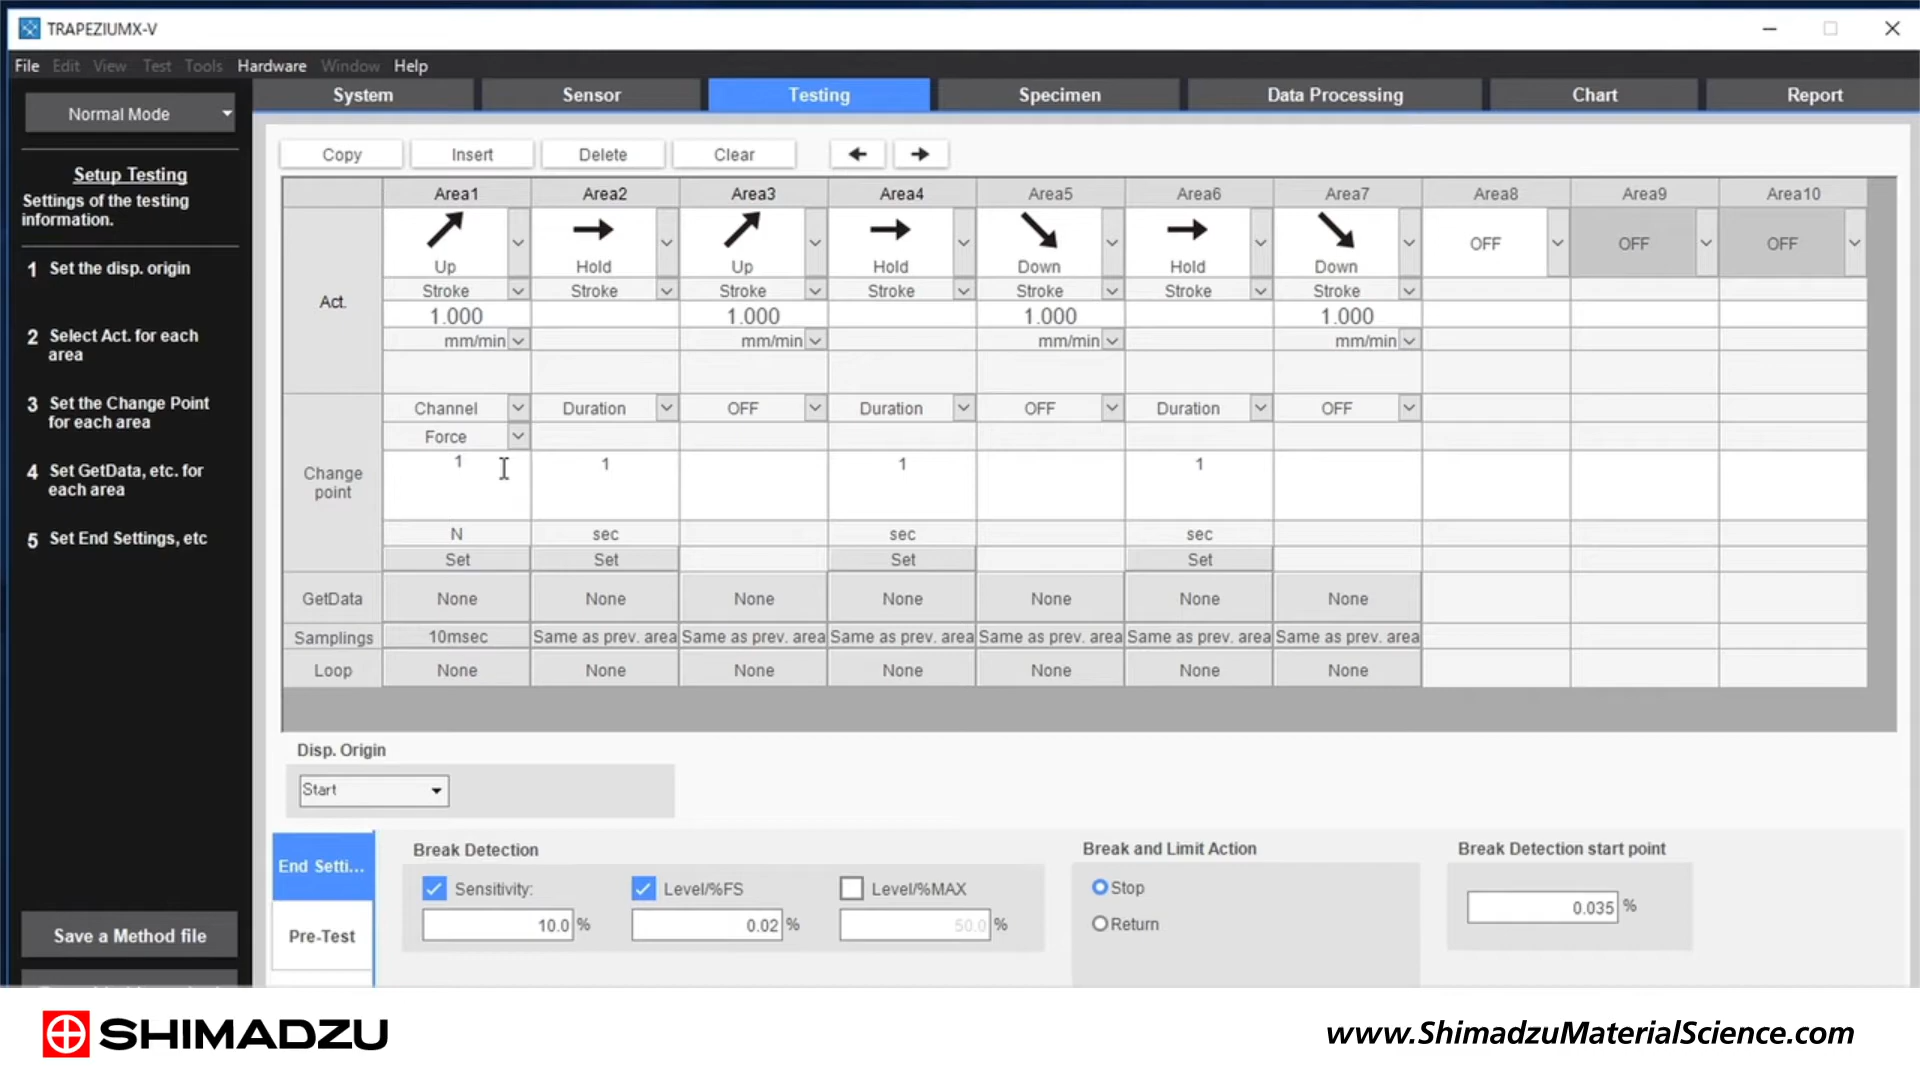 TRAPEZIUMX-V
File Edit View Test Tools Hardware Window Help
Normal Mode
System Sensor Testing Specimen Data Processing Chart Report
Setup Testing
Settings of the testing
information.
1 Set the disp. origin
2 Select Act. for each
area
3 Set the Change Point
for each area
4 Set GetData, etc. for
each area
5 Set End Settings, etc
Save a Method file
Copy Insert Delete Clear
Area1 Area2 Area3 Area4 Area5 Area6 Area7 Area8 Area9 Area10
Act.
OFF OFF OFF
Up Hold Up Hold Down Hold Down
Stroke Stroke Stroke Stroke Stroke Stroke Stroke
1.000 1.000 1.000 1.000
mm/min mm/min mm/min mm/min
Change
point
Channel Duration OFF Duration OFF Duration OFF
Force
1 1 1 1
N sec sec sec
Set Set Set Set
GetData None None None None None None None
Samplings 10msec Same as prev. area Same as prev. area Same as prev. area Same as prev. area Same as prev. area Same as prev. area
Loop None None None None None None None
Disp. Origin
Start
End Setti...
Pre-Test
Break Detection
Sensitivity: Level/%FS Level/%MAX
10.0 % 0.02 % 50.0 %
Break and Limit Action
Stop
Return
Break Detection start point
0.035 %
SHIMADZU
www.ShimadzuMaterialScience.com